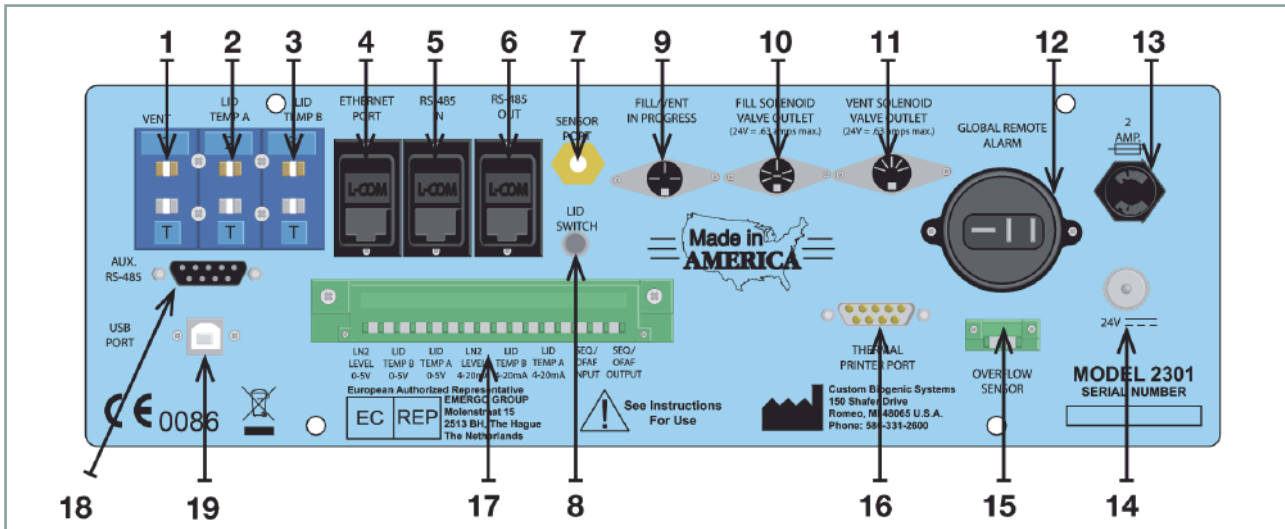 1 2 3 4 5 6 7 9 10 11 12 13
VENT
LID
TEMP A
LID
TEMP B
ETHERNET
PORT
RS-485
IN
RS-485
OUT
SENSOR
PORT
FILL/VENT
IN PROGRESS
FILL SOLENOID
VALVE OUTLET
(24V = .63 amps max.)
VENT SOLENOID
VALVE OUTLET
(24V = .63 amps max.)
GLOBAL REMOTE
ALARM
2
AMP
L-COM L-COM L-COM
T T T
LID
SWITCH
Made in
AMERICA
AUX.
RS-485
USB
PORT
LN2
LEVEL
0-5V
LID
TEMP B
0-5V
LID
TEMP A
0-5V
LN2
LEVEL
4-20mA
LID
TEMP B
4-20mA
LID
TEMP A
4-20mA
SEQ/
OFAF
INPUT
SEQ/
OFAF
OUTPUT
THERMAL
PRINTER PORT
OVERFLOW
SENSOR
24V
MODEL 2301
SERIAL NUMBER
CE 0086
European Authorized Representative
EC REP
EMERGO GROUP
Molenstraat 15
2513 BH, The Hague
The Netherlands
!
See Instructions
For Use
Custom Biogenic Systems
150 Shafer Drive
Romeo, MI 48065 U.S.A.
Phone: 586-331-2600
18 19 17 8 16 15 14